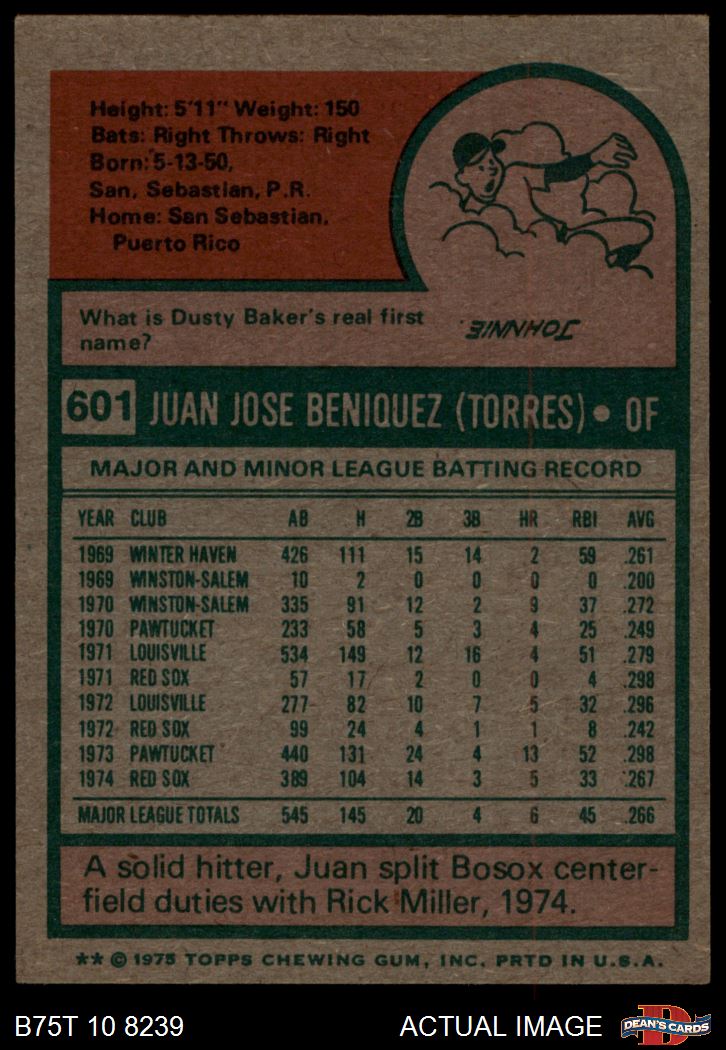 Height: 5'11" Weight: 150
Bats: Right Throws: Right
Born: 5-13-50,
San, Sebastian, P.R.
Home: San Sebastian,
Puerto Rico
What is Dusty Baker's real first
name?
JOHNNIE.
601 JUAN JOSE BENIQUEZ (TORRES) • OF
MAJOR AND MINOR LEAGUE BATTING RECORD
YEAR CLUB AB H 2B 3B HR RBI AVG
1969 WINTER HAVEN 426 111 15 14 2 59 .261
1969 WINSTON-SALEM 10 2 0 0 0 0 .200
1970 WINSTON-SALEM 335 91 12 2 9 37 .272
1970 PAWTUCKET 233 58 5 3 4 25 .249
1971 LOUISVILLE 534 149 12 16 4 51 .279
1971 RED SOX 57 17 2 0 0 4 .298
1972 LOUISVILLE 277 82 10 7 5 32 .296
1972 RED SOX 99 24 4 1 1 8 .242
1973 PAWTUCKET 440 131 24 4 13 52 .298
1974 RED SOX 389 104 14 3 5 33 .267
MAJOR LEAGUE TOTALS 545 145 20 4 6 45 .266
A solid hitter, Juan split Bosox center-
field duties with Rick Miller, 1974.
** © 1975 TOPPS CHEWING GUM, INC. PRTD IN U.S.A.
B75T 10 8239 ACTUAL IMAGE D DEAN'S CARDS